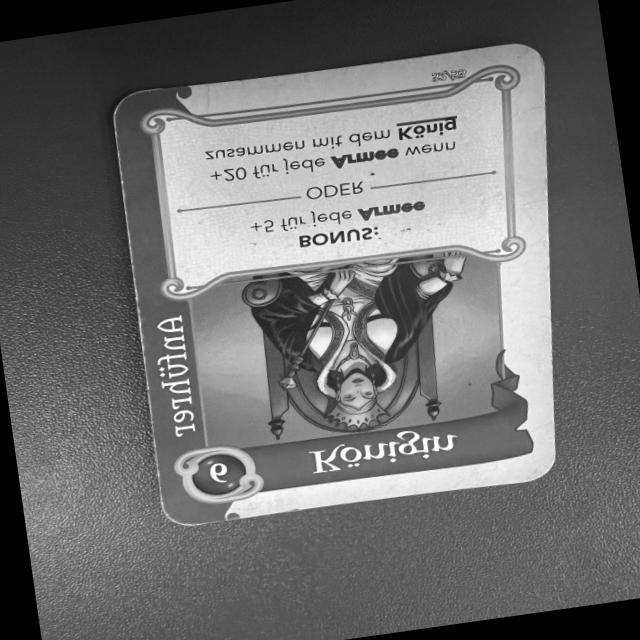 6
Königin
Anführer
BONUS:
+5 für jede Armee
ODER
+20 für jede Armee wenn
zusammen mit dem König